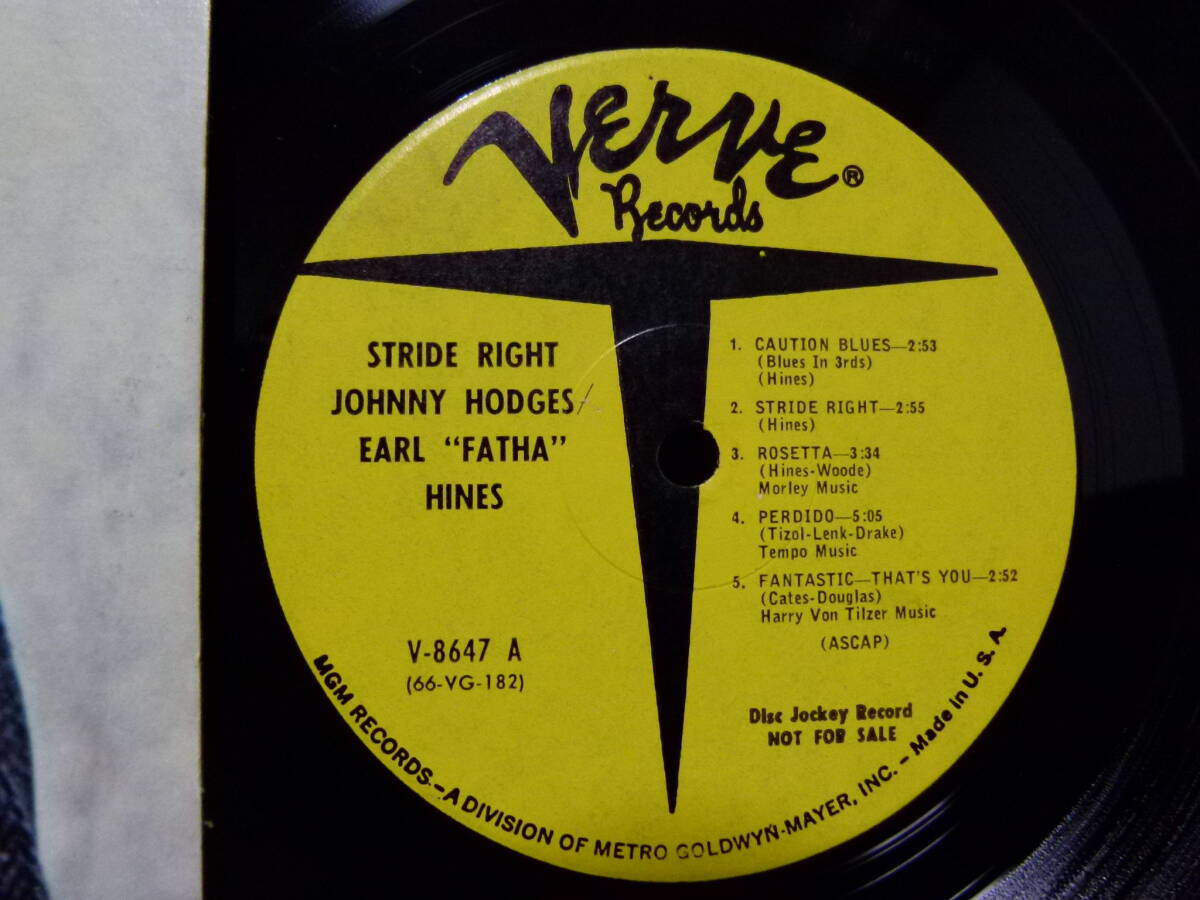 Verve®
Records
STRIDE RIGHT
JOHNNY HODGES/
EARL "FATHA"
HINES
V-8647 A
(66-VG-182)
1. CAUTION BLUES—2:53
(Blues In 3rds)
(Hines)
2. STRIDE RIGHT—2:55
(Hines)
3. ROSETTA—3:34
(Hines-Woode)
Morley Music
4. PERDIDO—5:05
(Tizol-Lenk-Drake)
Tempo Music
5. FANTASTIC—THAT'S YOU—2:52
(Cates-Douglas)
Harry Von Tilzer Music
(ASCAP)
Disc Jockey Record
NOT FOR SALE
MGM RECORDS—A DIVISION OF METRO GOLDWYN-MAYER, INC. – Made in U. S. A.